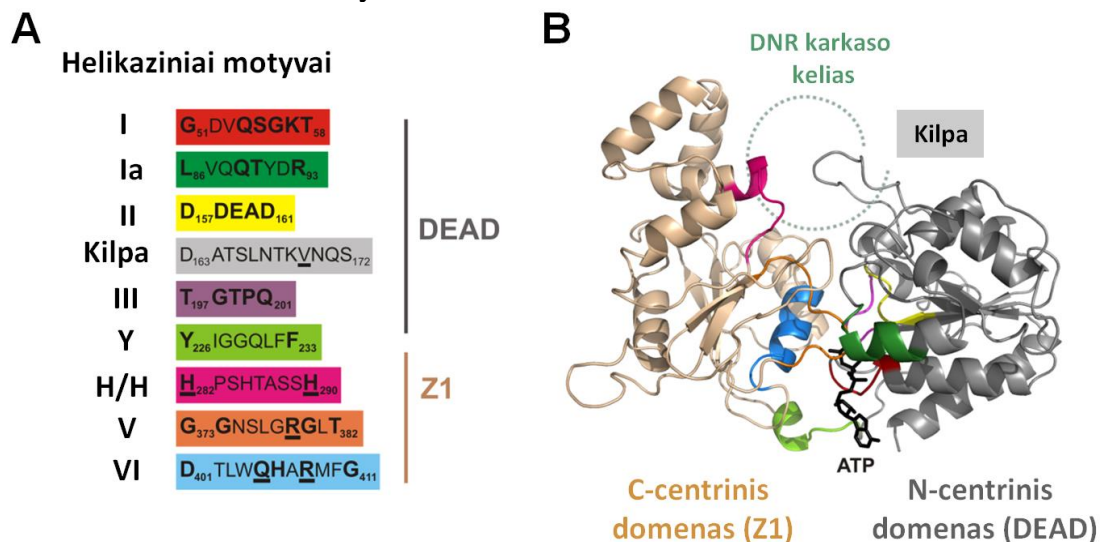 A
Helikaziniai motyvai
I
G51DVQSGKT58
Ia
L86VQQTYDR93
II
D157DEAD161
Kilpa
D163ATSLNTKVNQS172
III
T197GTPQ201
Y
Y226IGGQLFF233
H/H
H282PSHTASSH290
V
G373GNSLGRGLT382
VI
D401TLWQHARMFG411
DEAD
Z1
B
DNR karkaso
kelias
Kilpa
ATP
C-centrinis
domenas (Z1)
N-centrinis
domenas (DEAD)